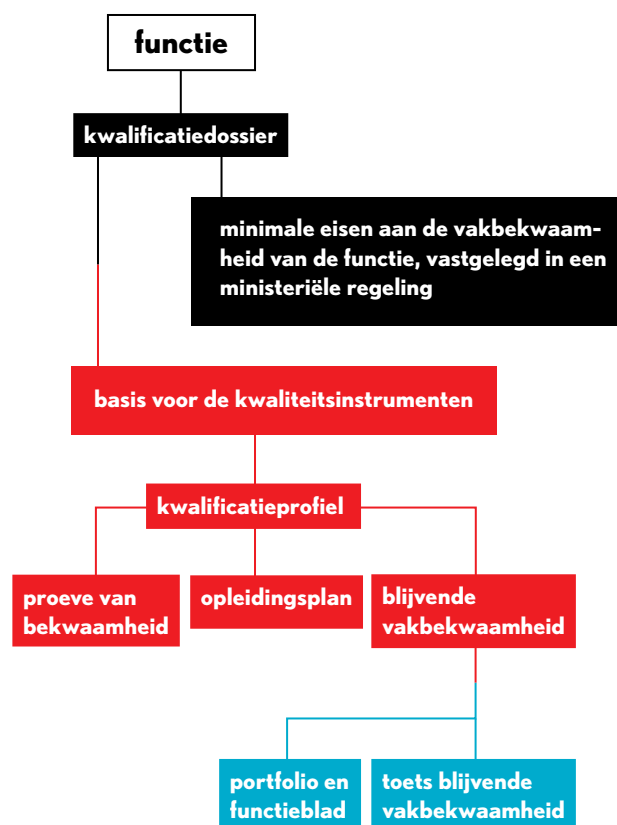 functie
kwalificatiedossier
minimale eisen aan de vakbekwaam-
heid van de functie, vastgelegd in een
ministeriële regeling
basis voor de kwaliteitsinstrumenten
kwalificatieprofiel
proeve van
bekwaamheid
opleidingsplan
blijvende
vakbekwaamheid
portfolio en
functieblad
toets blijvende
vakbekwaamheid